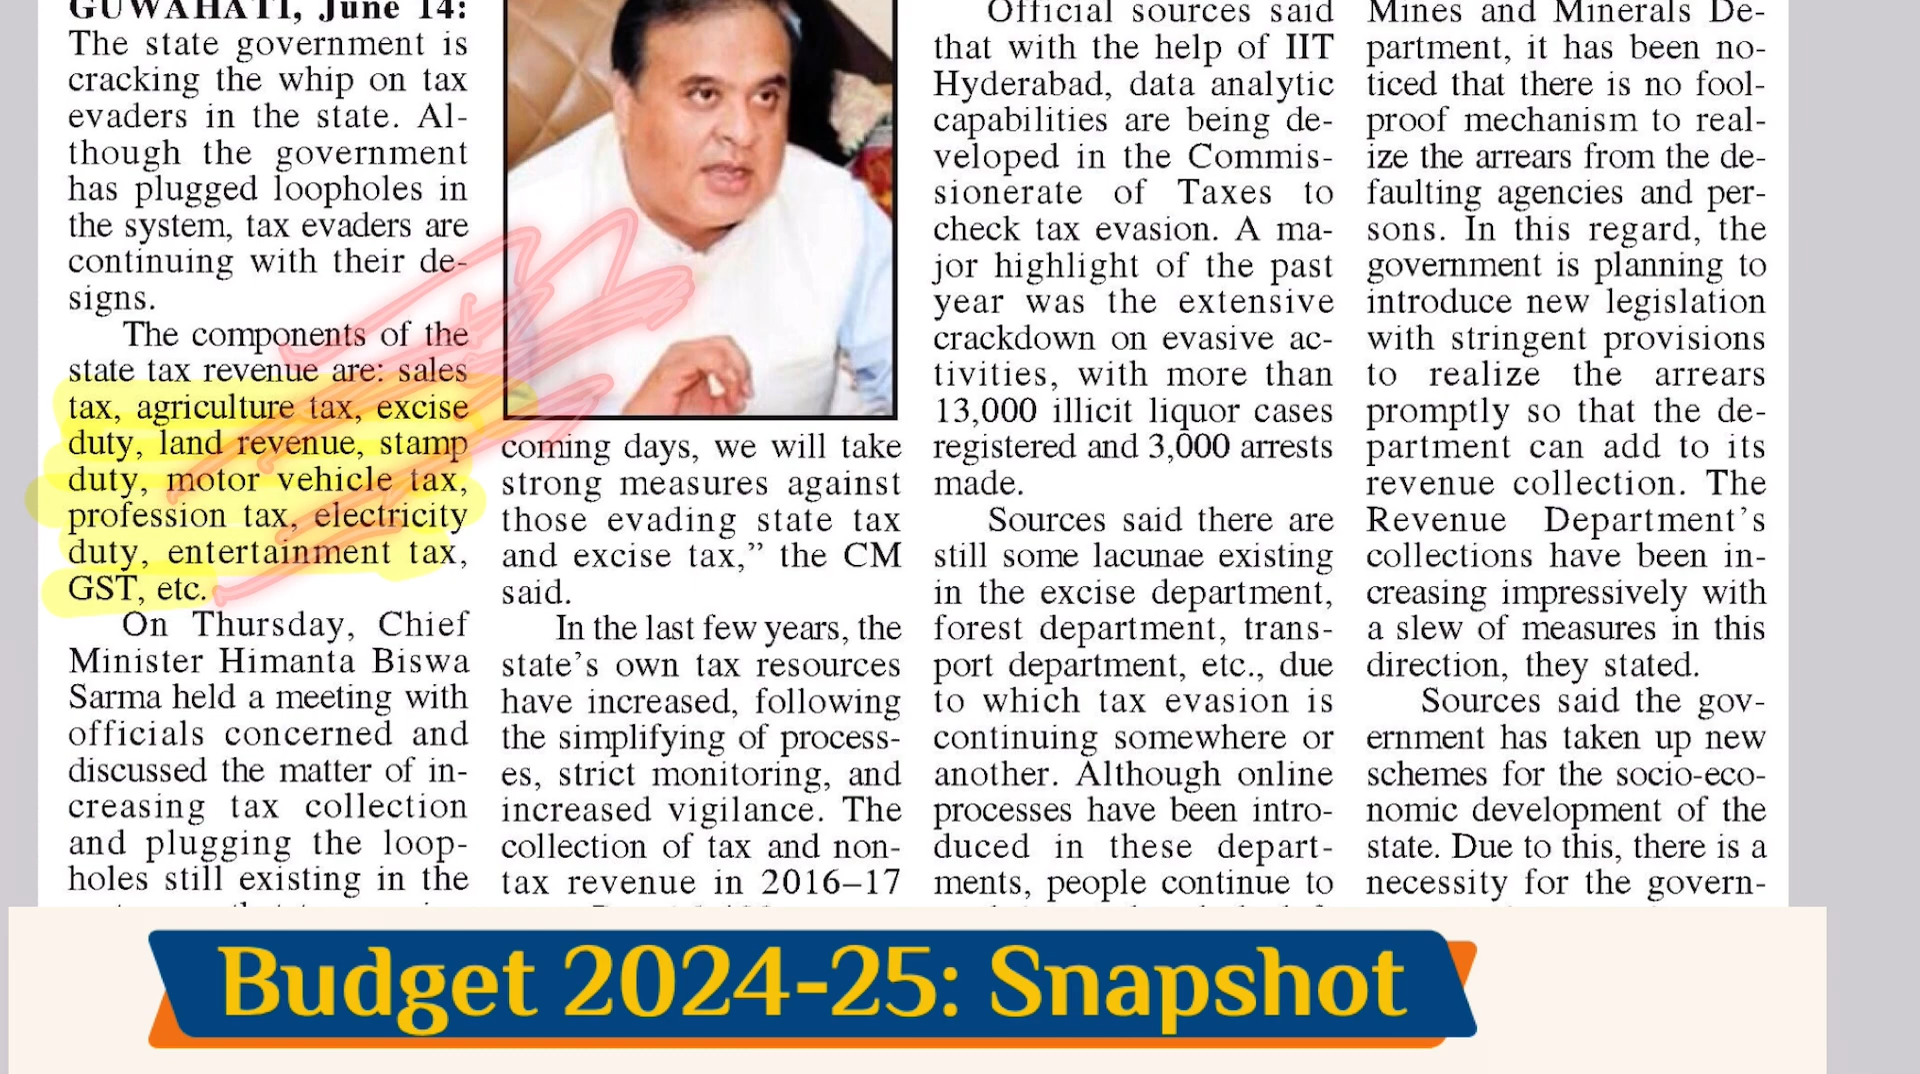 GUWAHATI, June 14:
The state government is
cracking the whip on tax
evaders in the state. Al-
though the government
has plugged loopholes in
the system, tax evaders are
continuing with their de-
signs.
The components of the
state tax revenue are: sales
tax, agriculture tax, excise
duty, land revenue, stamp
duty, motor vehicle tax,
profession tax, electricity
duty, entertainment tax,
GST, etc.
On Thursday, Chief
Minister Himanta Biswa
Sarma held a meeting with
officials concerned and
discussed the matter of in-
creasing tax collection
and plugging the loop-
holes still existing in the
coming days, we will take
strong measures against
those evading state tax
and excise tax,” the CM
said.
In the last few years, the
state’s own tax resources
have increased, following
the simplifying of process-
es, strict monitoring, and
increased vigilance. The
collection of tax and non-
tax revenue in 2016–17
Official sources said
that with the help of IIT
Hyderabad, data analytic
capabilities are being de-
veloped in the Commis-
sionerate of Taxes to
check tax evasion. A ma-
jor highlight of the past
year was the extensive
crackdown on evasive ac-
tivities, with more than
13,000 illicit liquor cases
registered and 3,000 arrests
made.
Sources said there are
still some lacunae existing
in the excise department,
forest department, trans-
port department, etc., due
to which tax evasion is
continuing somewhere or
another. Although online
processes have been intro-
duced in these depart-
ments, people continue to
Mines and Minerals De-
partment, it has been no-
ticed that there is no fool-
proof mechanism to real-
ize the arrears from the de-
faulting agencies and per-
sons. In this regard, the
government is planning to
introduce new legislation
with stringent provisions
to realize the arrears
promptly so that the de-
partment can add to its
revenue collection. The
Revenue Department’s
collections have been in-
creasing impressively with
a slew of measures in this
direction, they stated.
Sources said the gov-
ernment has taken up new
schemes for the socio-eco-
nomic development of the
state. Due to this, there is a
necessity for the govern-
Budget 2024-25: Snapshot